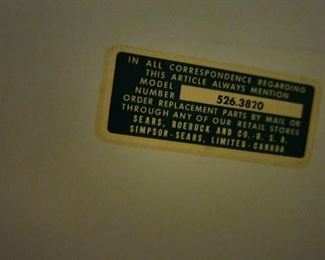 IN ALL CORRESPONDENCE REGARDING
THIS ARTICLE ALWAYS MENTION
MODEL
NUMBER 526.3820
ORDER REPLACEMENT PARTS BY MAIL OR
THROUGH ANY OF OUR RETAIL STORES
SEARS, ROEBUCK AND CO.-U. S. A.
SIMPSON-SEARS, LIMITED-CANADA